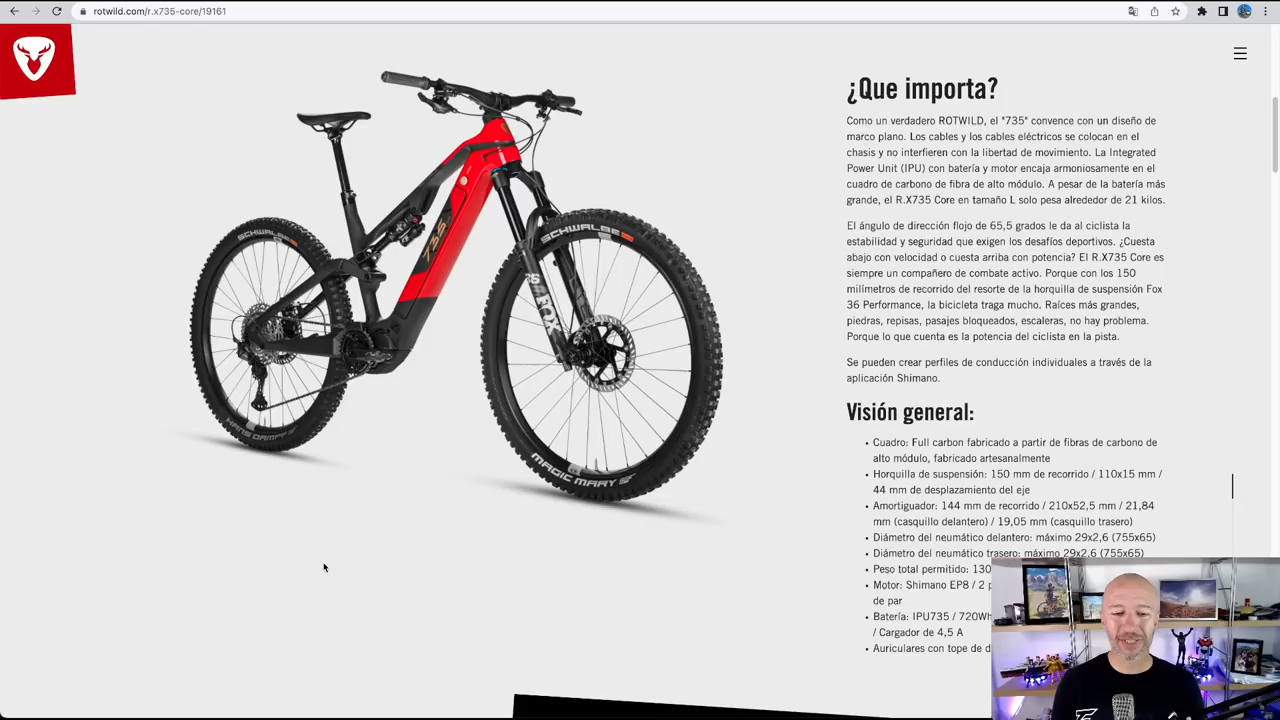 rotwild.com/r.x735-core/19161
¿Que importa?
Como un verdadero ROTWILD, el "735" convence con un diseño de
marco plano. Los cables y los cables eléctricos se colocan en el
chasis y no interfieren con la libertad de movimiento. La Integrated
Power Unit (IPU) con batería y motor encaja armoniosamente en el
cuadro de carbono de fibra de alto módulo. A pesar de la batería más
grande, el R.X735 Core en tamaño L solo pesa alrededor de 21 kilos.
El ángulo de dirección flojo de 65,5 grados le da al ciclista la
estabilidad y seguridad que exigen los desafíos deportivos. ¿Cuesta
abajo con velocidad o cuesta arriba con potencia? El R.X735 Core es
siempre un compañero de combate activo. Porque con los 150
milímetros de recorrido del resorte de la horquilla de suspensión Fox
36 Performance, la bicicleta traga mucho. Raíces más grandes,
piedras, repisas, pasajes bloqueados, escaleras, no hay problema.
Porque lo que cuenta es la potencia del ciclista en la pista.
Se pueden crear perfiles de conducción individuales a través de la
aplicación Shimano.
Visión general:
Cuadro: Full carbon fabricado a partir de fibras de carbono de
alto módulo, fabricado artesanalmente
Horquilla de suspensión: 150 mm de recorrido / 110x15 mm /
44 mm de desplazamiento del eje
Amortiguador: 144 mm de recorrido / 210x52,5 mm / 21,84
mm (casquillo delantero) / 19,05 mm (casquillo trasero)
Diámetro del neumático delantero: máximo 29x2,6 (755x65)
Diámetro del neumático trasero: máximo 29x2,6 (755x65)
Peso total permitido: 130
Motor: Shimano EP8 / 2 p
de par
Batería: IPU735 / 720Wh
/ Cargador de 4,5 A
Auriculares con tope de d
SCHWALBE
SCHWALBE
735
36
FOX
HANS DAMPF
MAGIC MARY